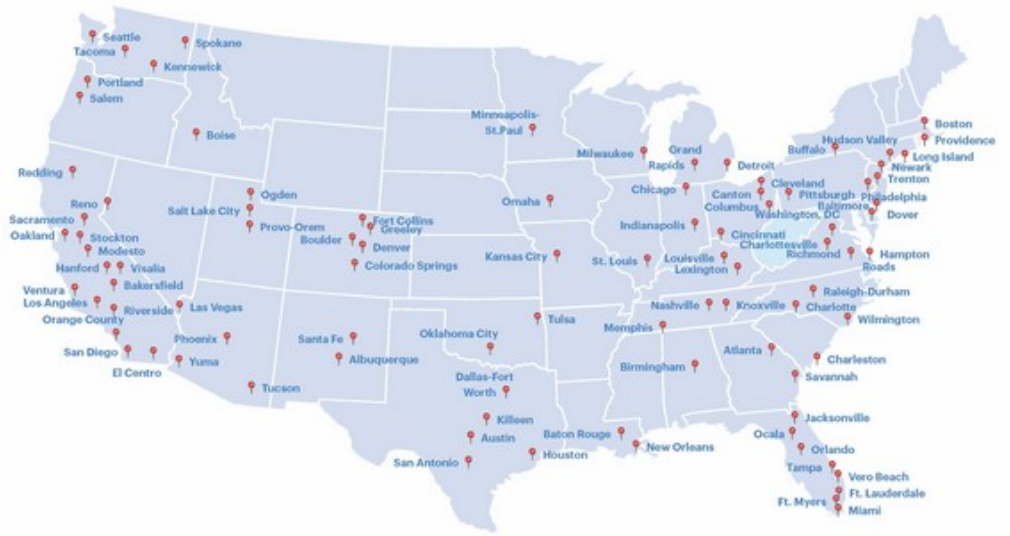 Seattle
Tacoma
Spokane
Kennewick
Portland
Salem
Boise
Redding
Reno
Sacramento
Oakland
Stockton
Modesto
Hanford
Visalia
Ventura
Bakersfield
Los Angeles
Riverside
Orange County
San Diego
El Centro
Yuma
Las Vegas
Phoenix
Tucson
Ogden
Salt Lake City
Provo-Orem
Fort Collins
Greeley
Boulder
Denver
Colorado Springs
Santa Fe
Albuquerque
Minneapolis-
St.Paul
Omaha
Kansas City
St. Louis
Tulsa
Oklahoma City
Dallas-Fort
Worth
Killeen
Austin
San Antonio
Houston
Baton Rouge
New Orleans
Milwaukee
Grand
Rapids
Detroit
Chicago
Indianapolis
Canton
Cleveland
Columbus
Cincinnati
Louisville
Lexington
Nashville
Knoxville
Memphis
Birmingham
Atlanta
Buffalo
Hudson Valley
Boston
Providence
Long Island
Newark
Trenton
Pittsburgh
Philadelphia
Baltimore
Dover
Washington, DC
Charlottesville
Richmond
Hampton
Roads
Raleigh-Durham
Charlotte
Wilmington
Charleston
Savannah
Jacksonville
Ocala
Orlando
Tampa
Vero Beach
Ft. Lauderdale
Ft. Myers
Miami